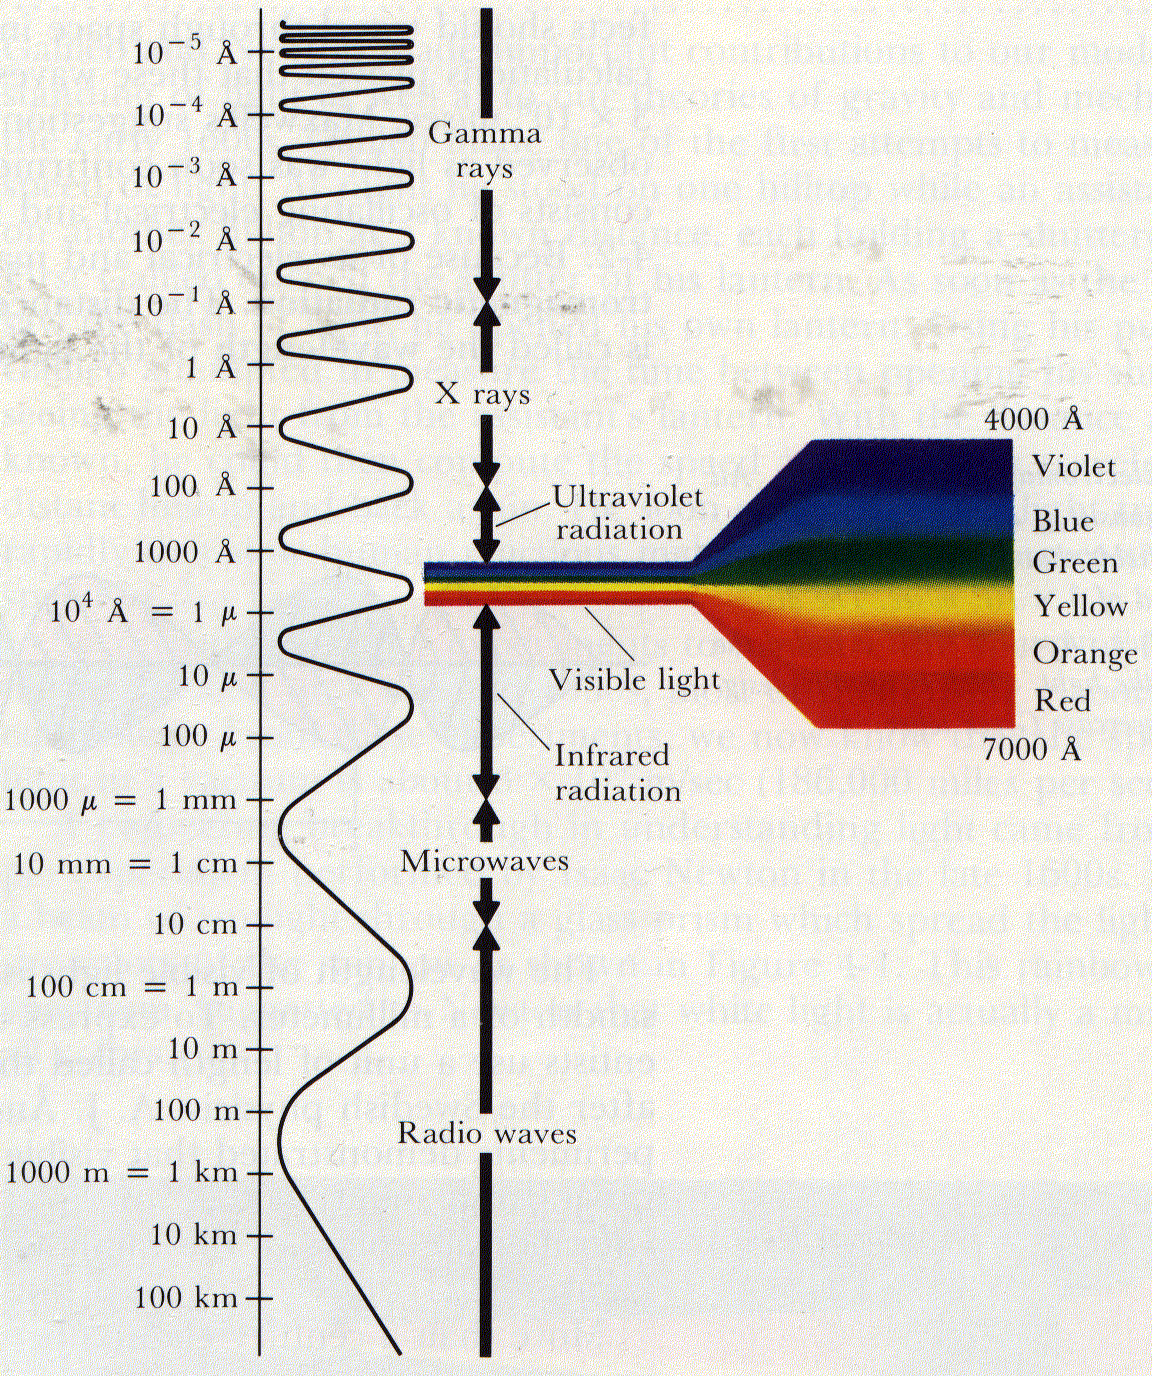 10⁻⁵ Å
10⁻⁴ Å
10⁻³ Å
10⁻² Å
10⁻¹ Å
1 Å
10 Å
100 Å
1000 Å
10⁴ Å = 1 μ
10 μ
100 μ
1000 μ = 1 mm
10 mm = 1 cm
10 cm
100 cm = 1 m
10 m
100 m
1000 m = 1 km
10 km
100 km
Gamma
rays
X rays
Ultraviolet
radiation
Visible light
Infrared
radiation
Microwaves
Radio waves
4000 Å
Violet
Blue
Green
Yellow
Orange
Red
7000 Å